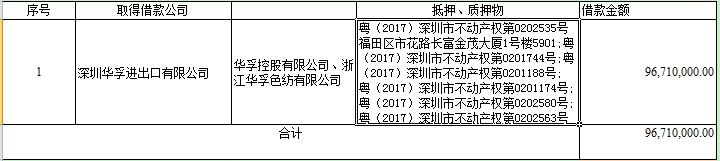 序号 取得借款公司 抵押、质押物 借款金额
粤（2017）深圳市不动产权第0202535号
福田区市花路长富金茂大厦1号楼5901;粤
（2017）深圳市不动产权第0201744号;粤
（2017）深圳市不动产权第0201188号;
粤（2017）深圳市不动产权第0201174号;
粤（2017）深圳市不动产权第0202580号;
粤（2017）深圳市不动产权第0202563号
1 深圳华孚进出口有限公司
华孚控股有限公司、浙
江华孚色纺有限公司
96,710,000.00
合计 96,710,000.00